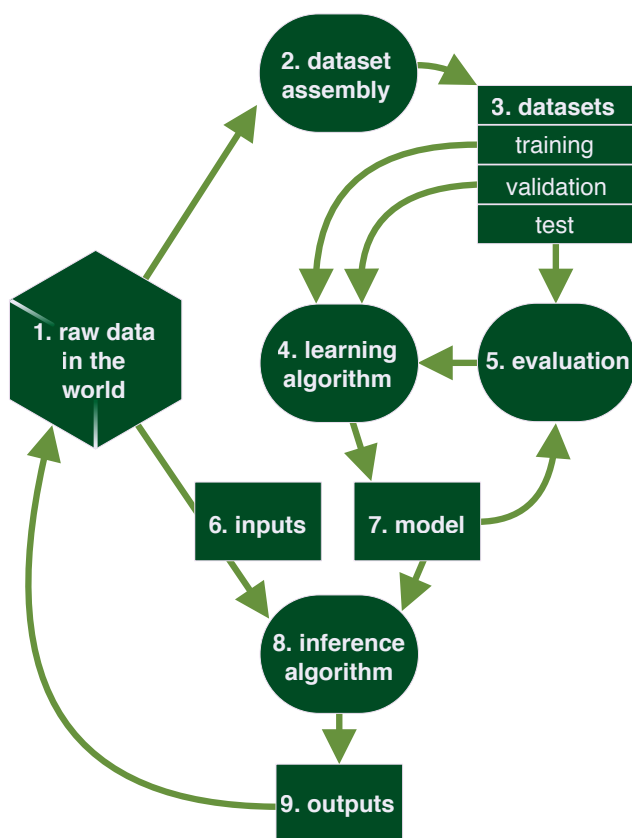 2. dataset
assembly
3. datasets
training
validation
test
1. raw data
in the
world
4. learning
algorithm
5. evaluation
6. inputs
7. model
8. inference
algorithm
9. outputs